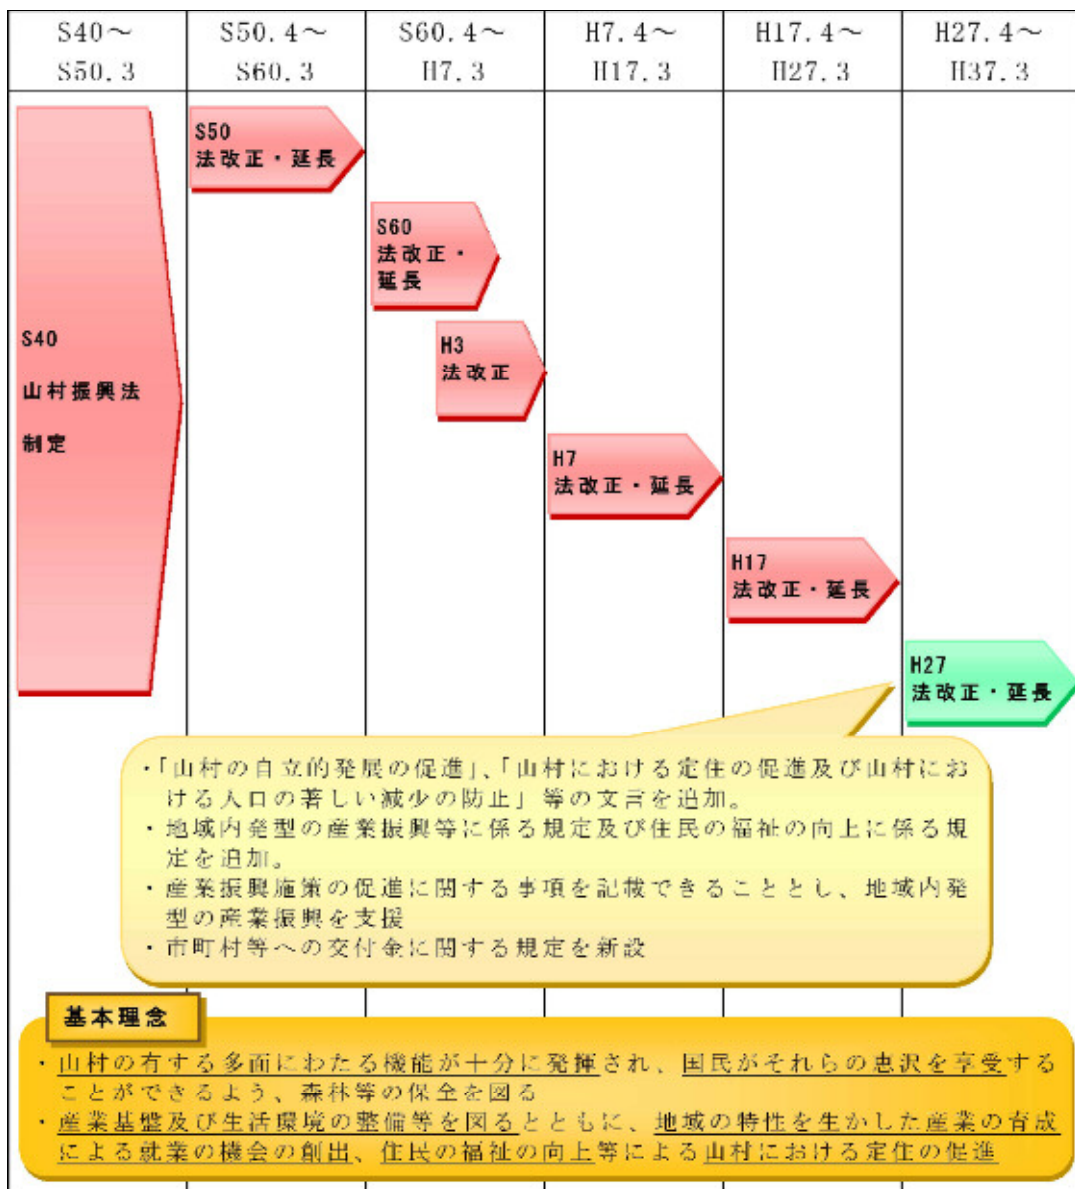 S40～
S50.3
S50.4～
S60.3
S60.4～
H7.3
H7.4～
H17.3
H17.4～
H27.3
H27.4～
H37.3
S40
山村振興法
制定
S50
法改正・延長
S60
法改正・
延長
H3
法改正
H7
法改正・延長
H17
法改正・延長
H27
法改正・延長
・「山村の自立的発展の促進」、「山村における定住の促進及び山村にお
ける人口の著しい減少の防止」等の文言を追加。
・地域内発型の産業振興等に係る規定及び住民の福祉の向上に係る規
定を追加。
・産業振興施策の促進に関する事項を記載できることとし、地域内発
型の産業振興を支援
・市町村等への交付金に関する規定を新設
基本理念
・山村の有する多面にわたる機能が十分に発揮され、国民がそれらの恵沢を享受する
ことができるよう、森林等の保全を図る
・産業基盤及び生活環境の整備等を図るとともに、地域の特性を生かした産業の育成
による就業の機会の創出、住民の福祉の向上等による山村における定住の促進